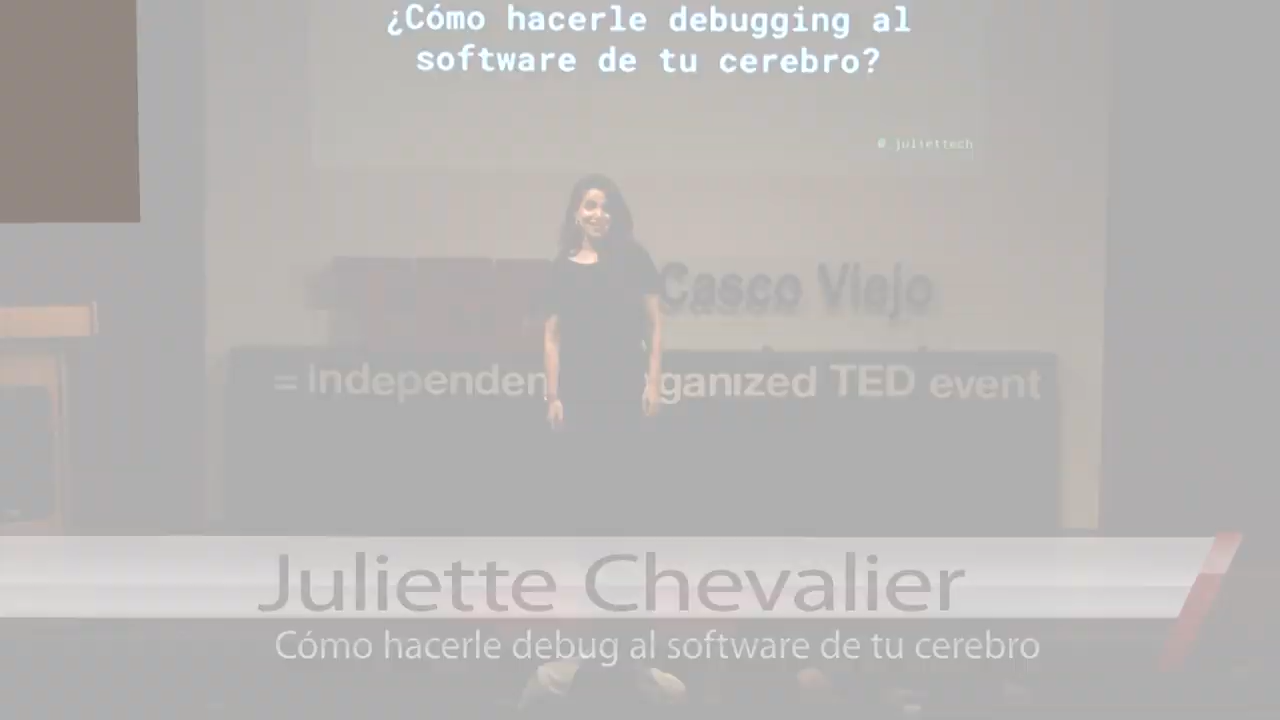 ¿Cómo hacerle debugging al
software de tu cerebro?
@_juliettech
Casco Viejo
= Independen ganized TED event
Juliette Chevalier
Cómo hacerle debug al software de tu cerebro